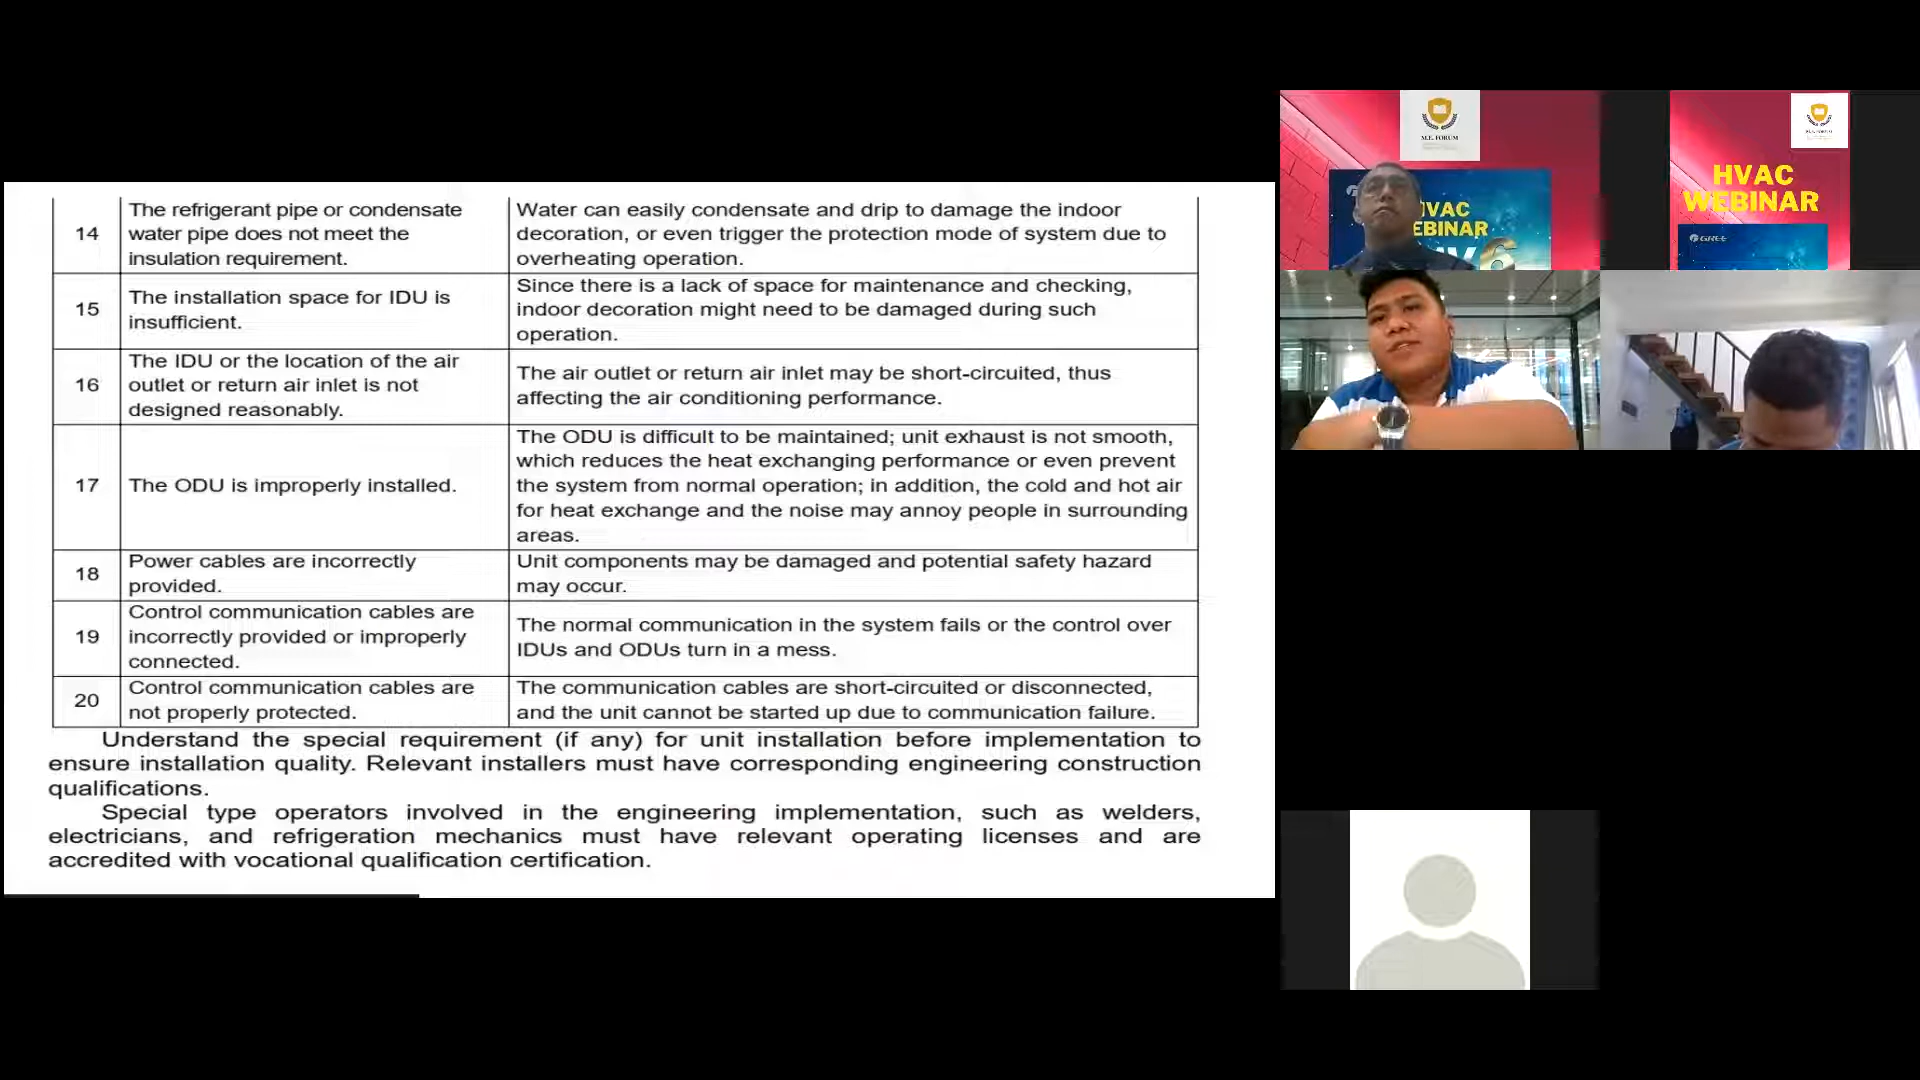 14
The refrigerant pipe or condensate
water pipe does not meet the
insulation requirement.
Water can easily condensate and drip to damage the indoor
decoration, or even trigger the protection mode of system due to
overheating operation.
15
The installation space for IDU is
insufficient.
Since there is a lack of space for maintenance and checking,
indoor decoration might need to be damaged during such
operation.
16
The IDU or the location of the air
outlet or return air inlet is not
designed reasonably.
The air outlet or return air inlet may be short-circuited, thus
affecting the air conditioning performance.
17
The ODU is improperly installed.
The ODU is difficult to be maintained; unit exhaust is not smooth,
which reduces the heat exchanging performance or even prevent
the system from normal operation; in addition, the cold and hot air
for heat exchange and the noise may annoy people in surrounding
areas.
18
Power cables are incorrectly
provided.
Unit components may be damaged and potential safety hazard
may occur.
19
Control communication cables are
incorrectly provided or improperly
connected.
The normal communication in the system fails or the control over
IDUs and ODUs turn in a mess.
20
Control communication cables are
not properly protected.
The communication cables are short-circuited or disconnected,
and the unit cannot be started up due to communication failure.
Understand the special requirement (if any) for unit installation before implementation to
ensure installation quality. Relevant installers must have corresponding engineering construction
qualifications.
Special type operators involved in the engineering implementation, such as welders,
electricians, and refrigeration mechanics must have relevant operating licenses and are
accredited with vocational qualification certification.
M.E. FORUM
HVAC
WEBINAR
GREE